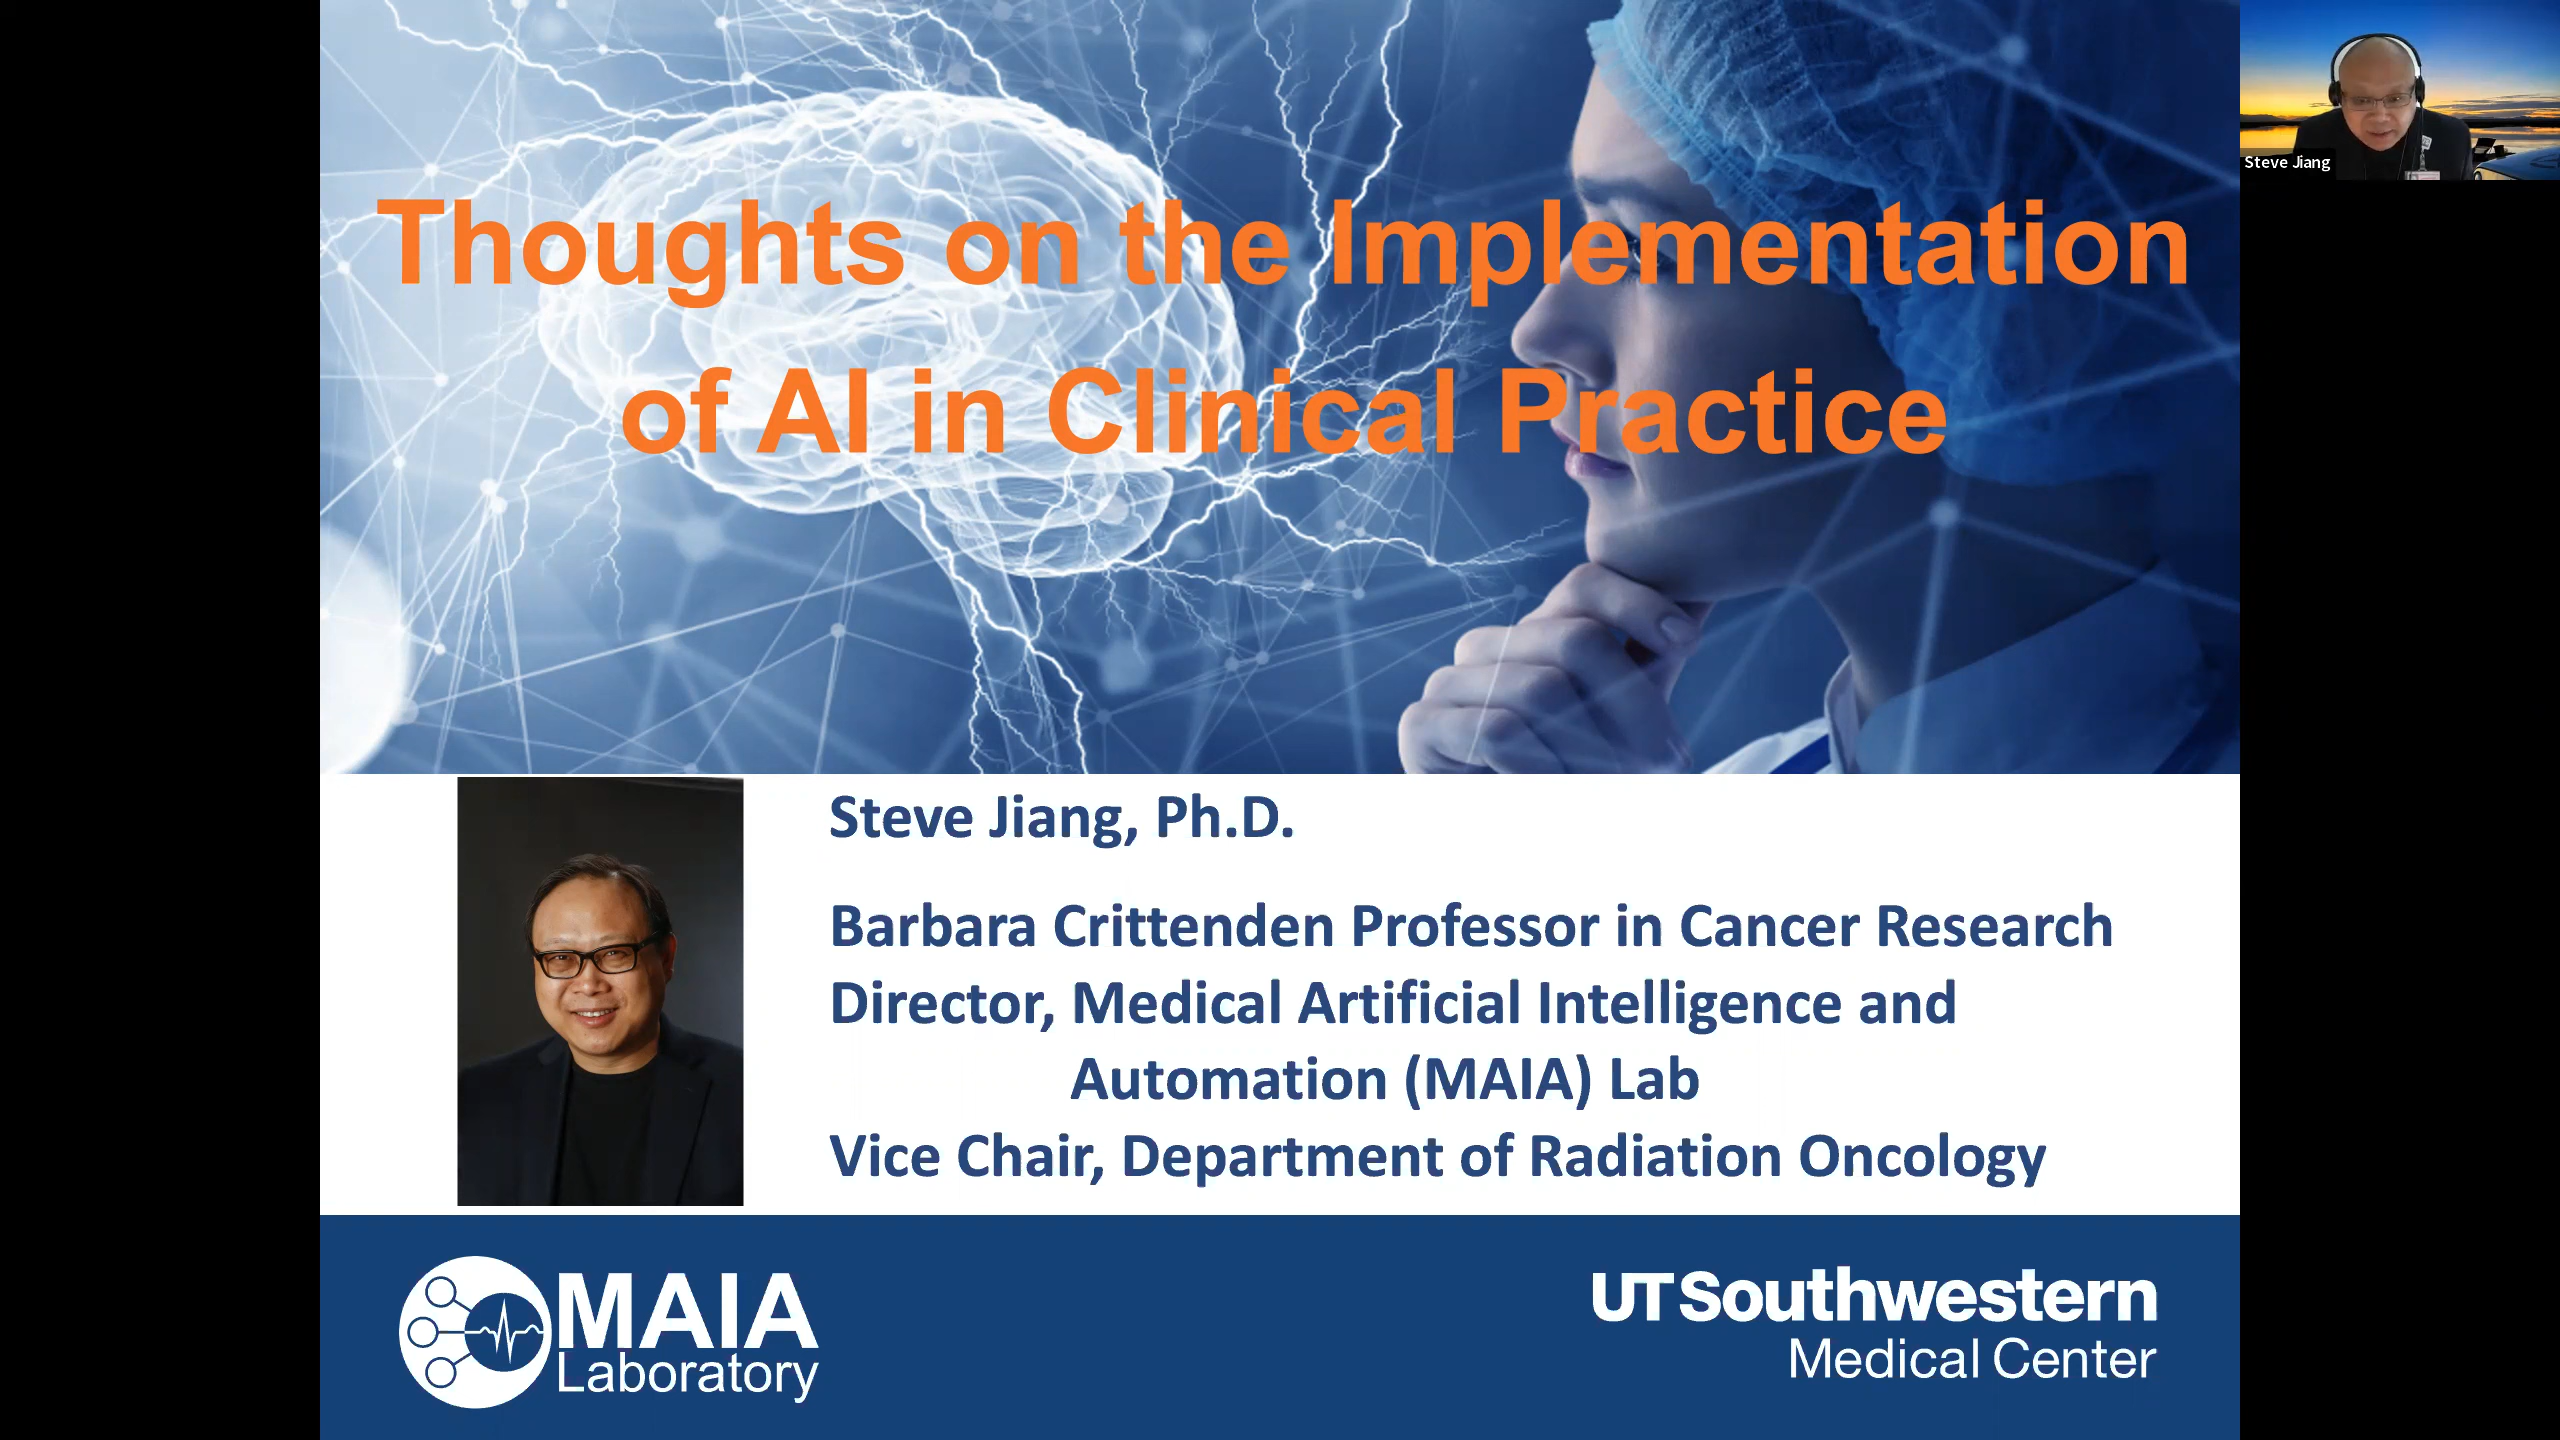 Thoughts on the Implementation
of AI in Clinical Practice
Steve Jiang
Steve Jiang, Ph.D.
Barbara Crittenden Professor in Cancer Research
Director, Medical Artificial Intelligence and
Automation (MAIA) Lab
Vice Chair, Department of Radiation Oncology
MAIA
Laboratory
UT Southwestern
Medical Center